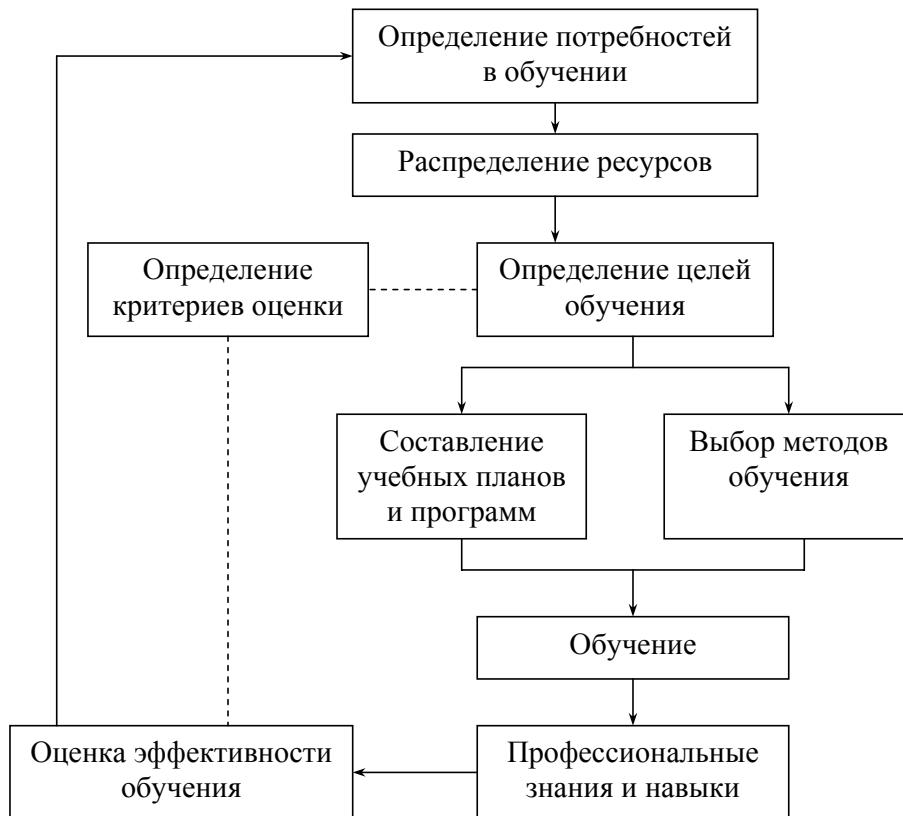 Определение потребностей
в обучении
Распределение ресурсов
Определение
критериев оценки
Определение целей
обучения
Составление
учебных планов
и программ
Выбор методов
обучения
Обучение
Оценка эффективности
обучения
Профессиональные
знания и навыки